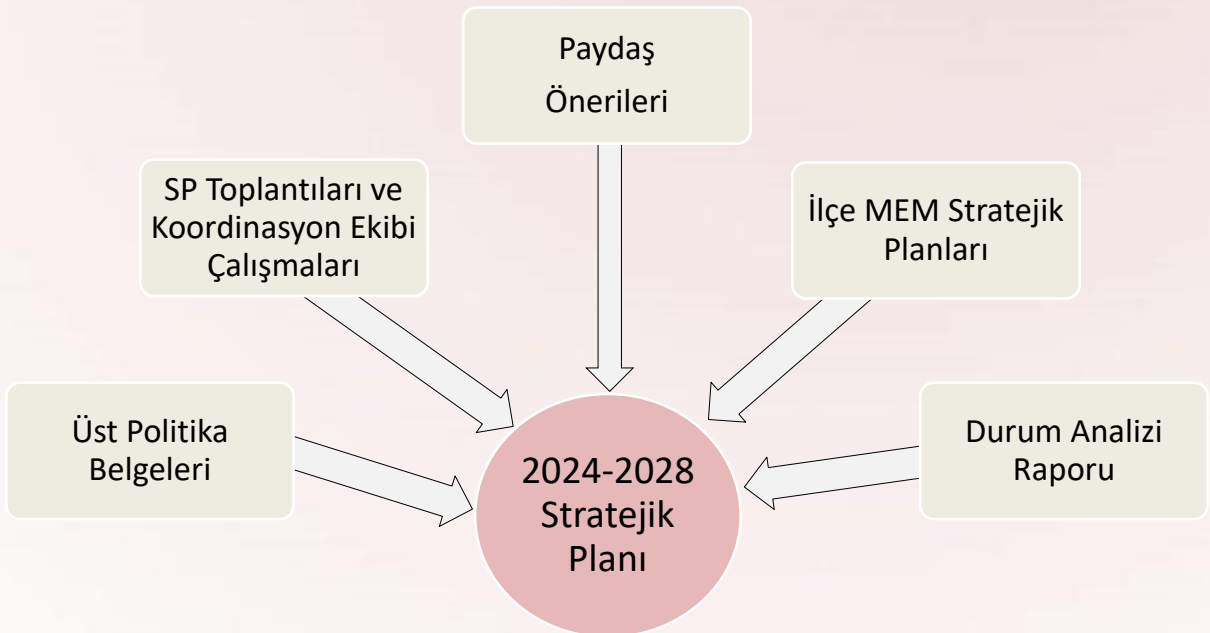 Paydaş
Önerileri
SP Toplantıları ve
Koordinasyon Ekibi
Çalışmaları
İlçe MEM Stratejik
Planları
Üst Politika
Belgeleri
Durum Analizi
Raporu
2024-2028
Stratejik
Planı